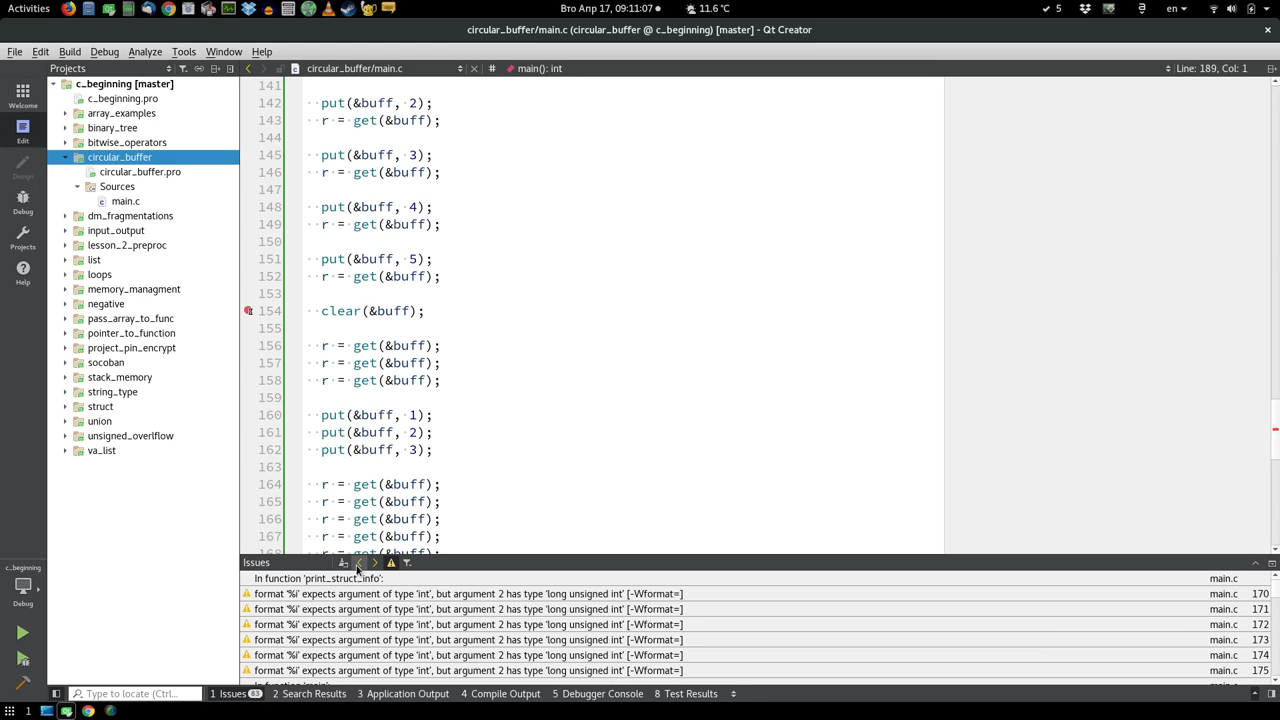 Activities
Вто Апр 17, 09:11:07
11.6 °C
5
en
circular_buffer/main.c (circular_buffer @ c_beginning) [master] - Qt Creator
File Edit Build Debug Analyze Tools Window Help
Projects
circular_buffer/main.c
main(): int
Line: 189, Col: 1
Welcome
Edit
Design
Debug
Projects
Help
c_beginning
Debug
c_beginning [master]
c_beginning.pro
array_examples
binary_tree
bitwise_operators
circular_buffer
circular_buffer.pro
Sources
main.c
dm_fragmentations
input_output
lesson_2_preproc
list
loops
memory_managment
negative
pass_array_to_func
pointer_to_function
project_pin_encrypt
socoban
stack_memory
string_type
struct
union
unsigned_overlflow
va_list
141
142 put(&buff, 2);
143 r = get(&buff);
144
145 put(&buff, 3);
146 r = get(&buff);
147
148 put(&buff, 4);
149 r = get(&buff);
150
151 put(&buff, 5);
152 r = get(&buff);
153
154 clear(&buff);
155
156 r = get(&buff);
157 r = get(&buff);
158 r = get(&buff);
159
160 put(&buff, 1);
161 put(&buff, 2);
162 put(&buff, 3);
163
164 r = get(&buff);
165 r = get(&buff);
166 r = get(&buff);
167 r = get(&buff);
168 r = get(&buff);
Issues
In function 'print_struct_info': main.c
format '%i' expects argument of type 'int', but argument 2 has type 'long unsigned int' [-Wformat=] main.c 170
format '%i' expects argument of type 'int', but argument 2 has type 'long unsigned int' [-Wformat=] main.c 171
format '%i' expects argument of type 'int', but argument 2 has type 'long unsigned int' [-Wformat=] main.c 172
format '%i' expects argument of type 'int', but argument 2 has type 'long unsigned int' [-Wformat=] main.c 173
format '%i' expects argument of type 'int', but argument 2 has type 'long unsigned int' [-Wformat=] main.c 174
format '%i' expects argument of type 'int', but argument 2 has type 'long unsigned int' [-Wformat=] main.c 175
Type to locate (Ctrl...
1 Issues 83 2 Search Results 3 Application Output 4 Compile Output 5 Debugger Console 8 Test Results